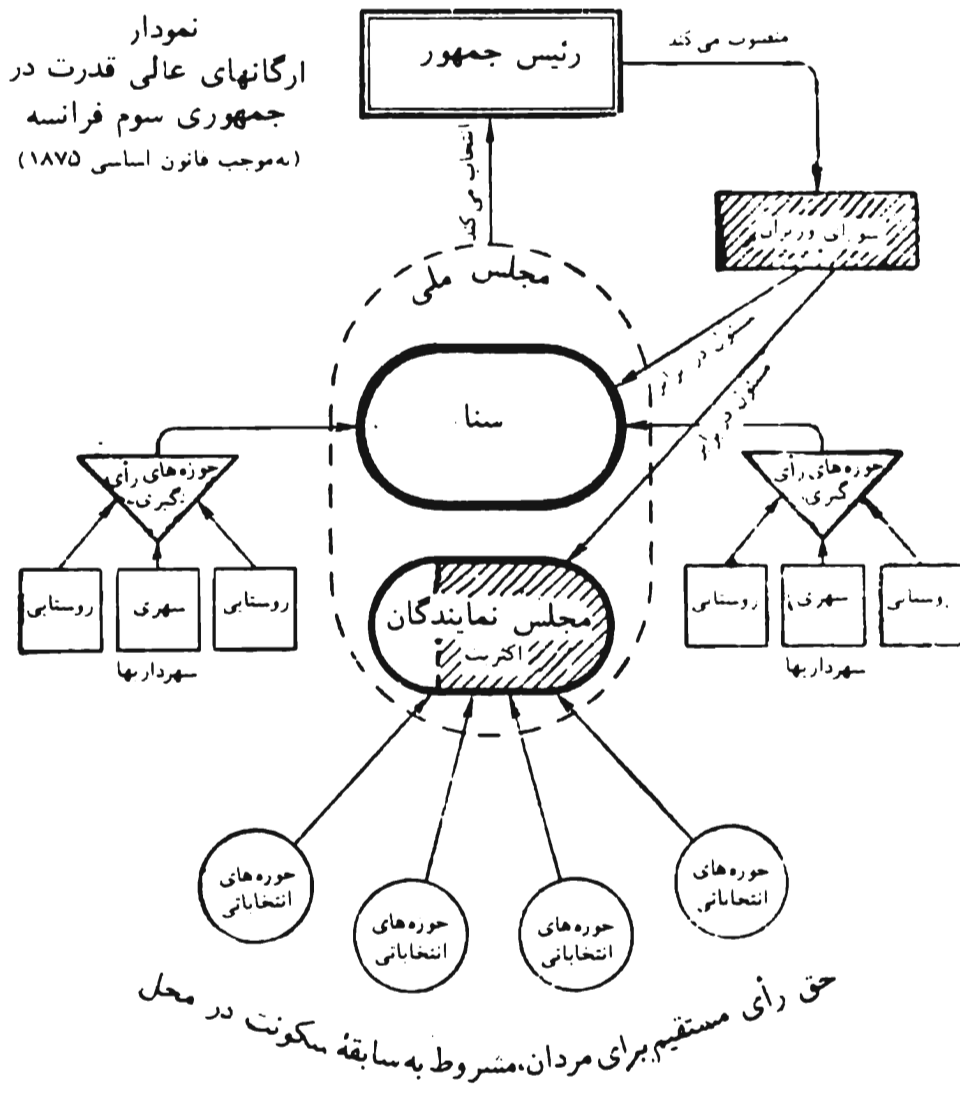 نمودار
ارگانهای عالی قدرت در
جمهوری سوم فرانسه
(به‌موجب قانون اساسی ۱۸۷۵)
رئیس جمهور
منصوب می‌کند
انتخاب می‌کند
شورای وزیران
مجلس ملی
مسئول در برابر
مسئول در برابر
سنا
حوزه‌های رأی
گیری
حوزه‌های رأی
گیری
روستایی
شهری
روستایی
روستایی
شهری
روستایی
شهرداریها
شهرداریها
مجلس نمایندگان
اکثریت
حوزه‌های
انتخاباتی
حوزه‌های
انتخاباتی
حوزه‌های
انتخاباتی
حوزه‌های
انتخاباتی
حق رأی مستقیم برای مردان، مشروط به سابقهٔ سکونت در محل